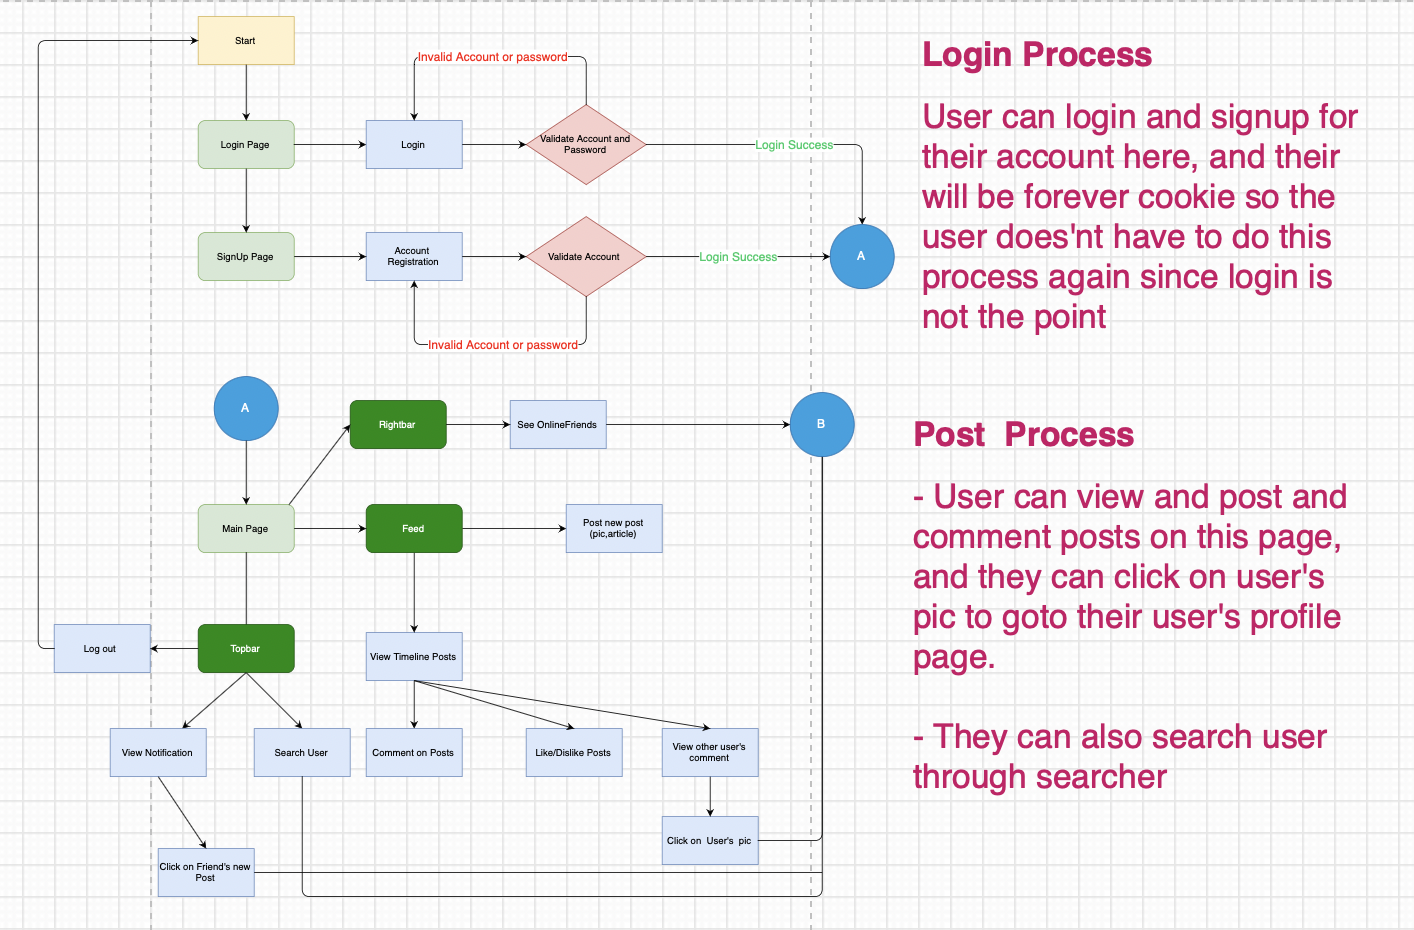 Start
Invalid Account or password
Login Page
Login
Validate Account and
Password
Login Success
SignUp Page
Account
Registration
Validate Account
Login Success
A
Invalid Account or password
Login Process
User can login and signup for
their account here, and their
will be forever cookie so the
user does'nt have to do this
process again since login is
not the point
A
Rightbar
See OnlineFriends
B
Main Page
Feed
Post new post
(pic,article)
Log out
Topbar
View Timeline Posts
View Notification
Search User
Comment on Posts
Like/Dislike Posts
View other user's
comment
Click on User's pic
Click on Friend's new
Post
Post Process
- User can view and post and
comment posts on this page,
and they can click on user's
pic to goto their user's profile
page.
- They can also search user
through searcher